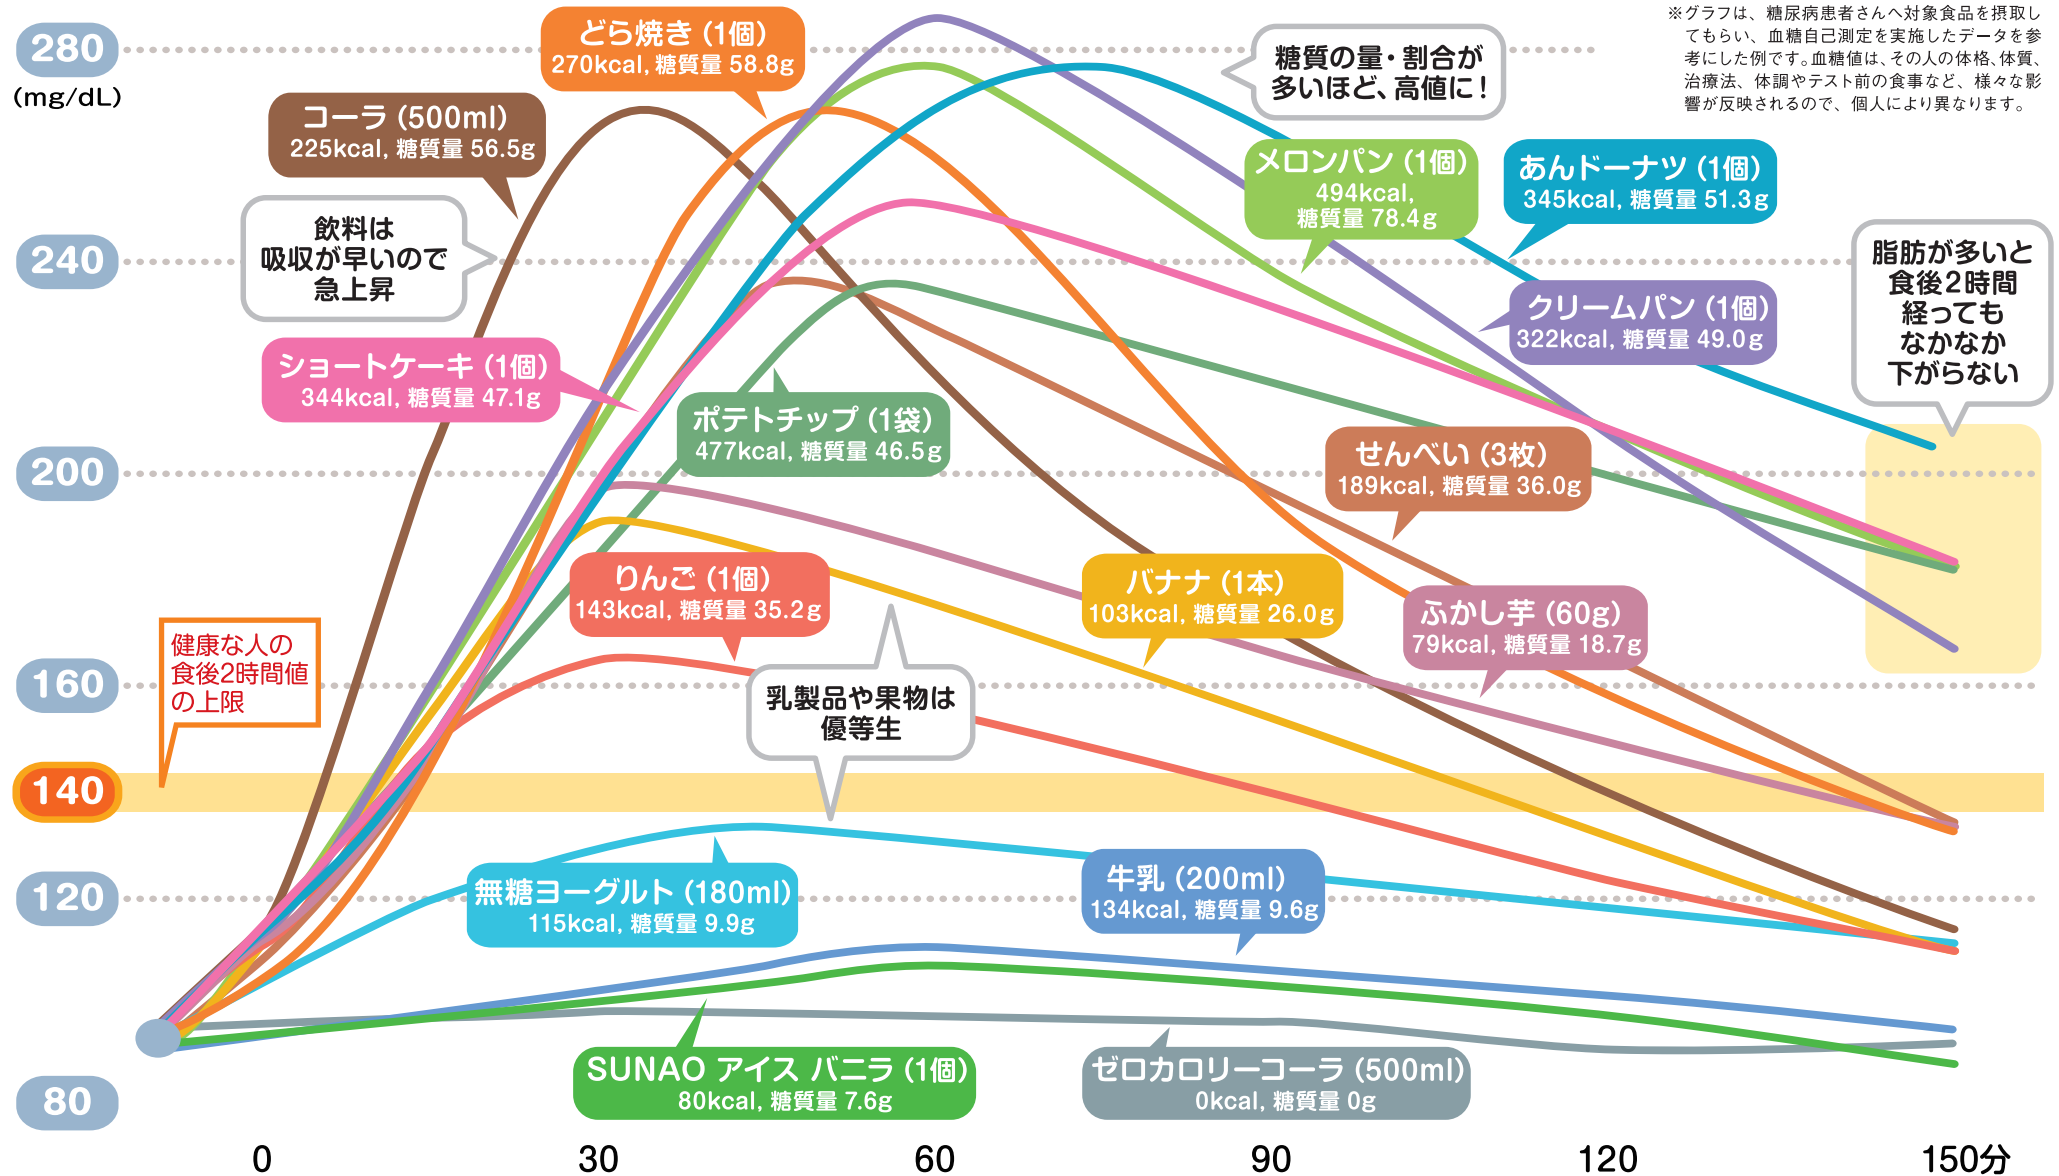 ※グラフは、糖尿病患者さんへ対象食品を摂取し
てもらい、血糖自己測定を実施したデータを参
考にした例です。血糖値は、その人の体格、体質、
治療法、体調やテスト前の食事など、様々な影
響が反映されるので、個人により異なります。
280
(mg/dL)
240
200
160
140
120
80
どら焼き（1個）
270kcal, 糖質量 58.8g
コーラ（500ml）
225kcal, 糖質量 56.5g
糖質の量・割合が
多いほど、高値に！
メロンパン（1個）
494kcal,
糖質量 78.4g
あんドーナツ（1個）
345kcal, 糖質量 51.3g
飲料は
吸収が早いので
急上昇
脂肪が多いと
食後2時間
経っても
なかなか
下がらない
クリームパン（1個）
322kcal, 糖質量 49.0g
ショートケーキ（1個）
344kcal, 糖質量 47.1g
ポテトチップ（1袋）
477kcal, 糖質量 46.5g
せんべい（3枚）
189kcal, 糖質量 36.0g
りんご（1個）
143kcal, 糖質量 35.2g
バナナ（1本）
103kcal, 糖質量 26.0g
ふかし芋（60g）
79kcal, 糖質量 18.7g
健康な人の
食後2時間値
の上限
乳製品や果物は
優等生
無糖ヨーグルト（180ml）
115kcal, 糖質量 9.9g
牛乳（200ml）
134kcal, 糖質量 9.6g
SUNAO アイス バニラ（1個）
80kcal, 糖質量 7.6g
ゼロカロリーコーラ（500ml）
0kcal, 糖質量 0g
0 30 60 90 120 150分